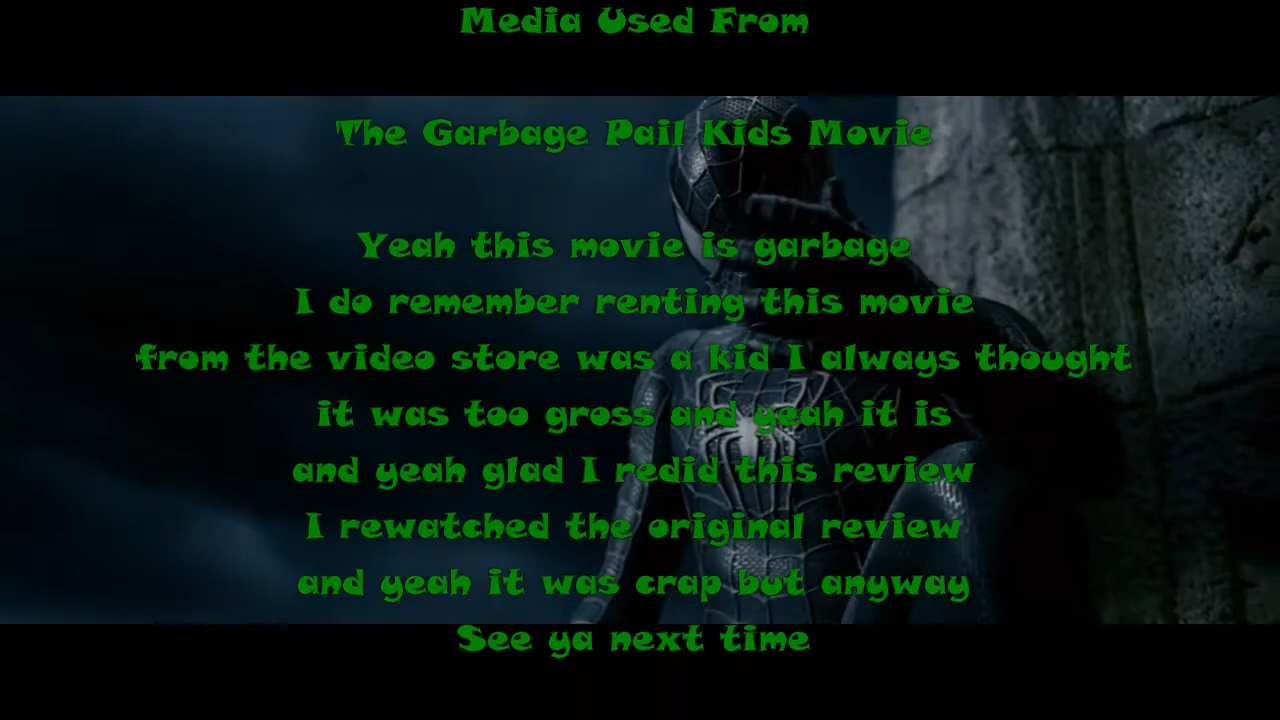 Media Used From
The Garbage Pail Kids Movie
Yeah this movie is garbage
I do remember renting this movie
from the video store was a kid I always thought
it was too gross and yeah it is
and yeah glad I redid this review
I rewatched the original review
and yeah it was crap but anyway
See ya next time